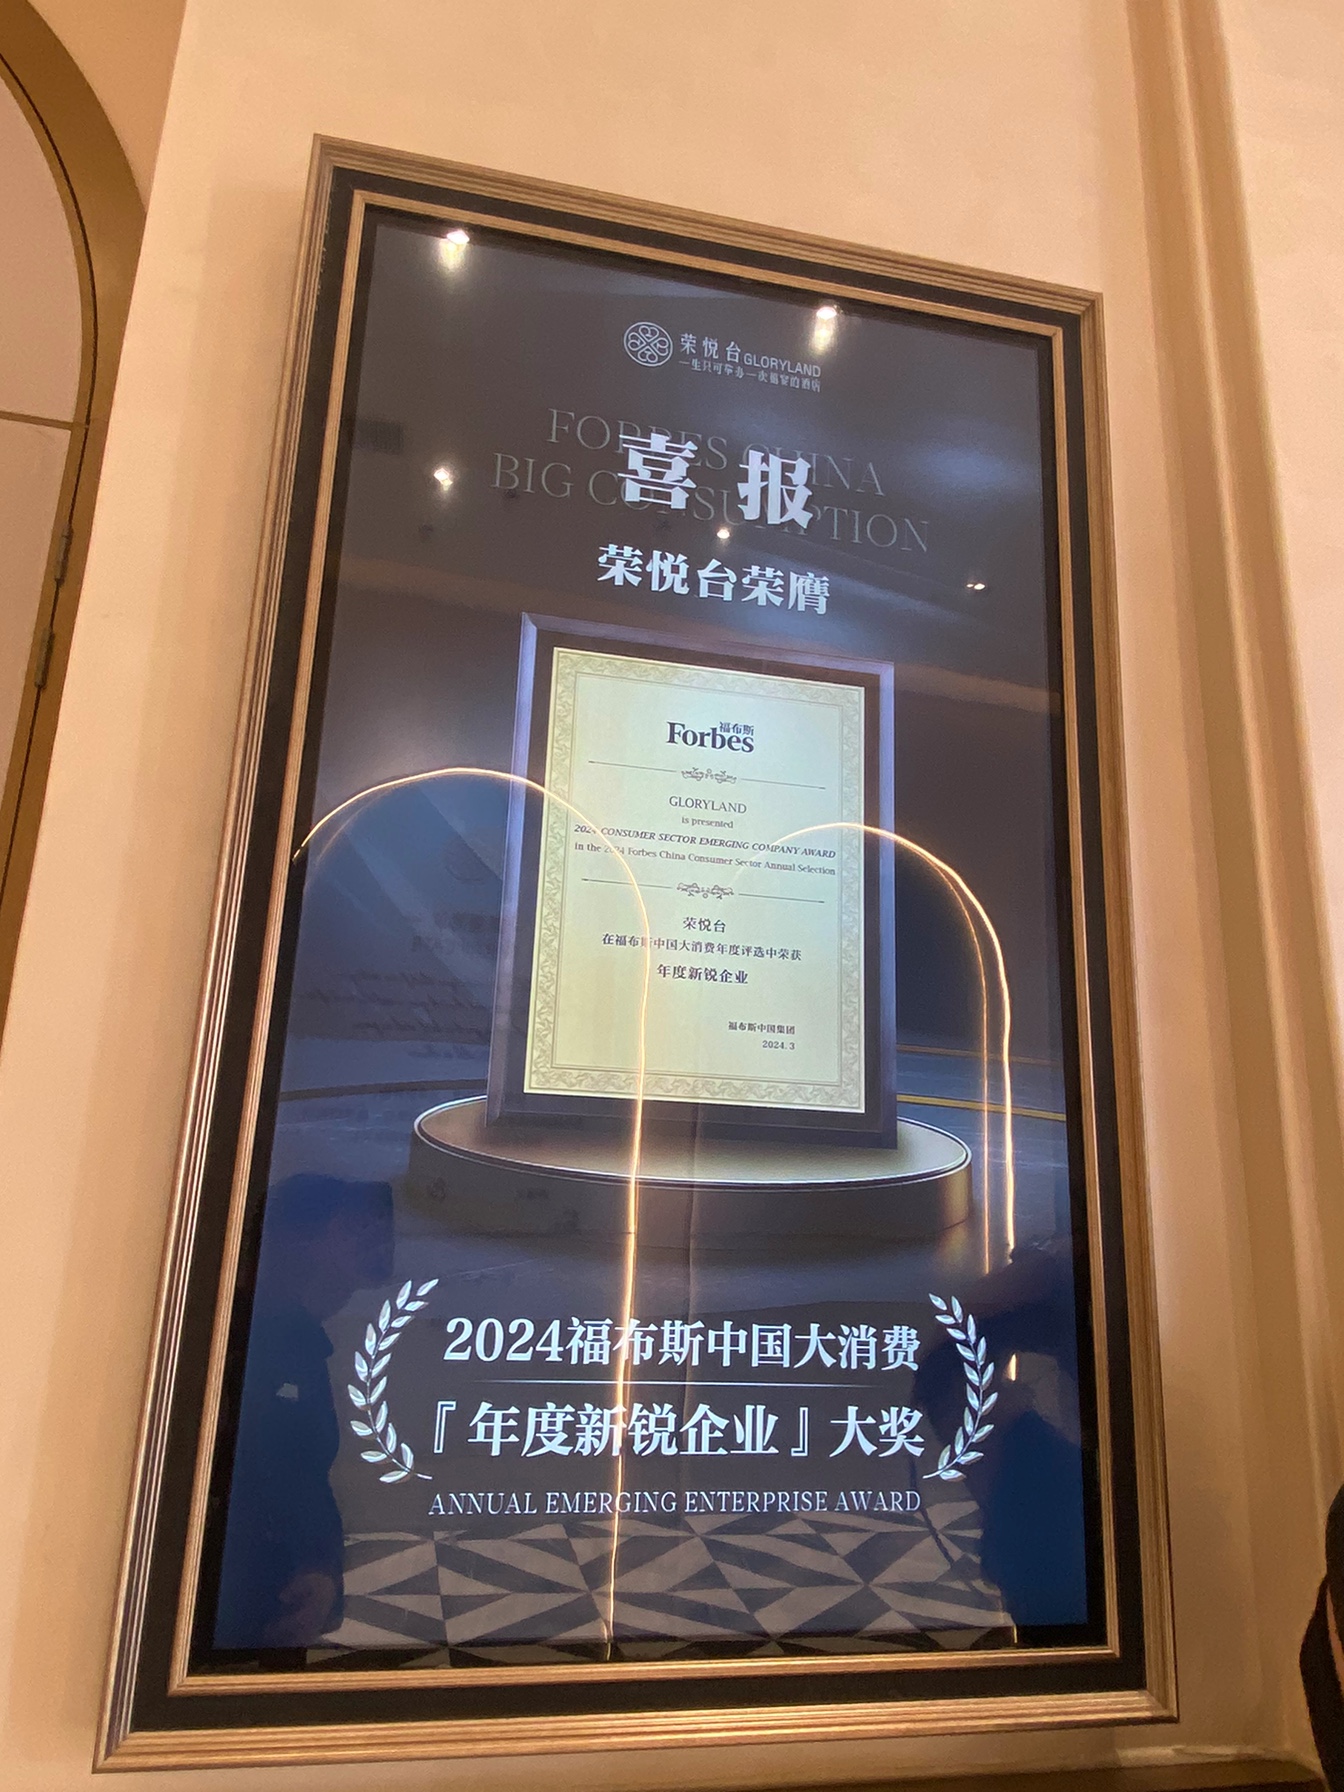 荣悦台GLORYLAND
一生只可举办一次婚宴的酒店
FORBES CHINA
BIG CONSUMPTION
喜报
荣悦台荣膺
福布斯
Forbes
GLORYLAND
is presented
2024 CONSUMER SECTOR EMERGING COMPANY AWARD
in the 2024 Forbes China Consumer Sector Annual Selection
荣悦台
在福布斯中国大消费年度评选中荣获
年度新锐企业
福布斯中国集团
2024.3
2024福布斯中国大消费
『年度新锐企业』大奖
ANNUAL EMERGING ENTERPRISE AWARD